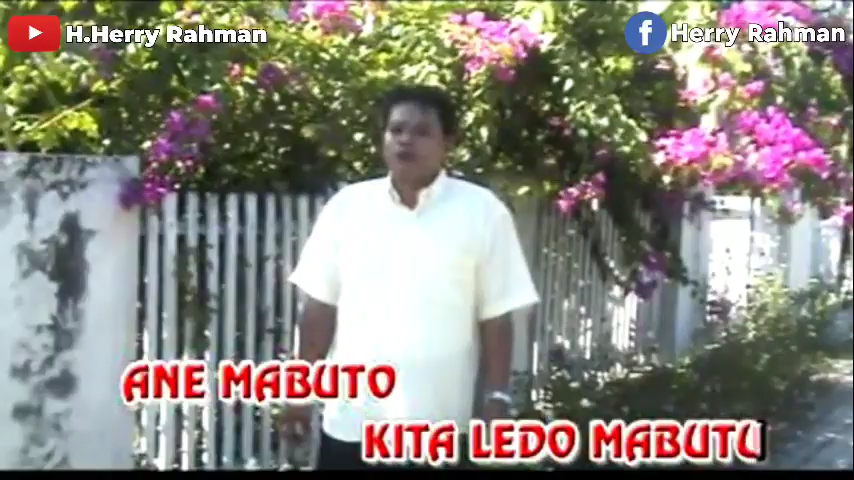 H.Herry Rahman
Herry Rahman
ANE MABUTO
KITA LEDO MABUTU